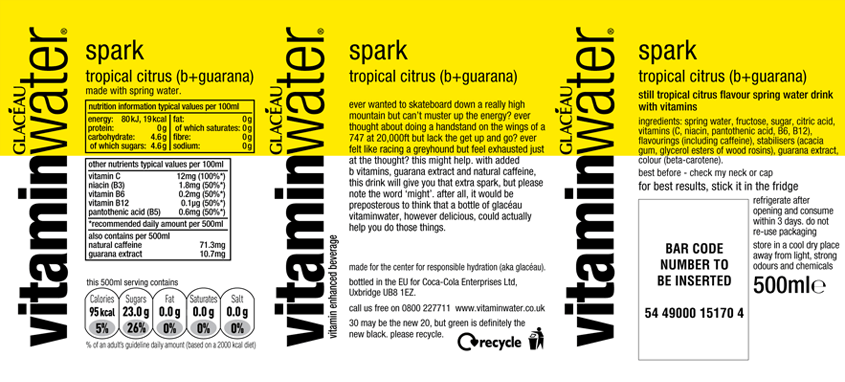 GLACÉAU
vitaminwater®
spark
tropical citrus (b+guarana)
made with spring water.
nutrition information typical values per 100ml
energy: 80kJ, 19kcal fat: 0g
protein: 0g of which saturates: 0g
carbohydrate: 4.6g fibre: 0g
of which sugars: 4.6g sodium: 0g
other nutrients typical values per 100ml
vitamin C 12mg (100%*)
niacin (B3) 1.8mg (50%*)
vitamin B6 0.2mg (50%*)
vitamin B12 0.1µg (50%*)
pantothenic acid (B5) 0.6mg (50%*)
*recommended daily amount per 500ml
also contains per 500ml
natural caffeine 71.3mg
guarana extract 10.7mg
this 500ml serving contains
Calories Sugars Fat Saturates Salt
95kcal 23.0g 0.0g 0.0g 0.0g
5% 26% 0% 0% 0%
% of an adult's guideline daily amount (based on a 2000 kcal diet)
GLACÉAU
vitaminwater®
vitamin enhanced beverage
spark
tropical citrus (b+guarana)
ever wanted to skateboard down a really high
mountain but can't muster up the energy? ever
thought about doing a handstand on the wings of a
747 at 20,000ft but lack the get up and go? ever
felt like racing a greyhound but feel exhausted just
at the thought? this might help. with added
b vitamins, guarana extract and natural caffeine,
this drink will give you that extra spark, but please
note the word 'might'. after all, it would be
preposterous to think that a bottle of glacéau
vitaminwater, however delicious, could actually
help you do those things.
made for the center for responsible hydration (aka glacéau).
bottled in the EU for Coca-Cola Enterprises Ltd,
Uxbridge UB8 1EZ.
call us free on 0800 227711 www.vitaminwater.co.uk
30 may be the new 20, but green is definitely the
new black. please recycle.
recycle
GLACÉAU
vitaminwater®
spark
tropical citrus (b+guarana)
still tropical citrus flavour spring water drink
with vitamins
ingredients: spring water, fructose, sugar, citric acid,
vitamins (C, niacin, pantothenic acid, B6, B12),
flavourings (including caffeine), stabilisers (acacia
gum, glycerol esters of wood rosins), guarana extract,
colour (beta-carotene).
best before - check my neck or cap
for best results, stick it in the fridge
BAR CODE
NUMBER TO
BE INSERTED
54 49000 15170 4
refrigerate after
opening and consume
within 3 days. do not
re-use packaging
store in a cool dry place
away from light, strong
odours and chemicals
500ml℮